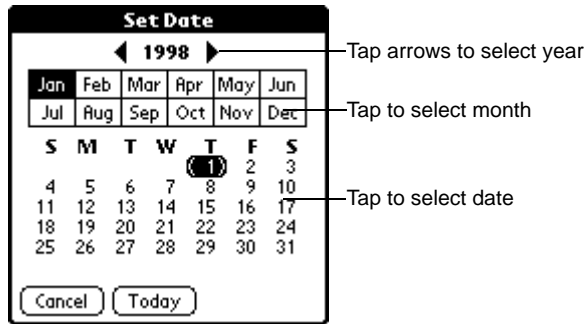 Set Date
1998
Tap arrows to select year
Jan Feb Mar Apr May Jun
Jul Aug Sep Oct Nov Dec
Tap to select month
S M T W T F S
1 2 3
4 5 6 7 8 9 10
Tap to select date
11 12 13 14 15 16 17
18 19 20 21 22 23 24
25 26 27 28 29 30 31
Cancel Today